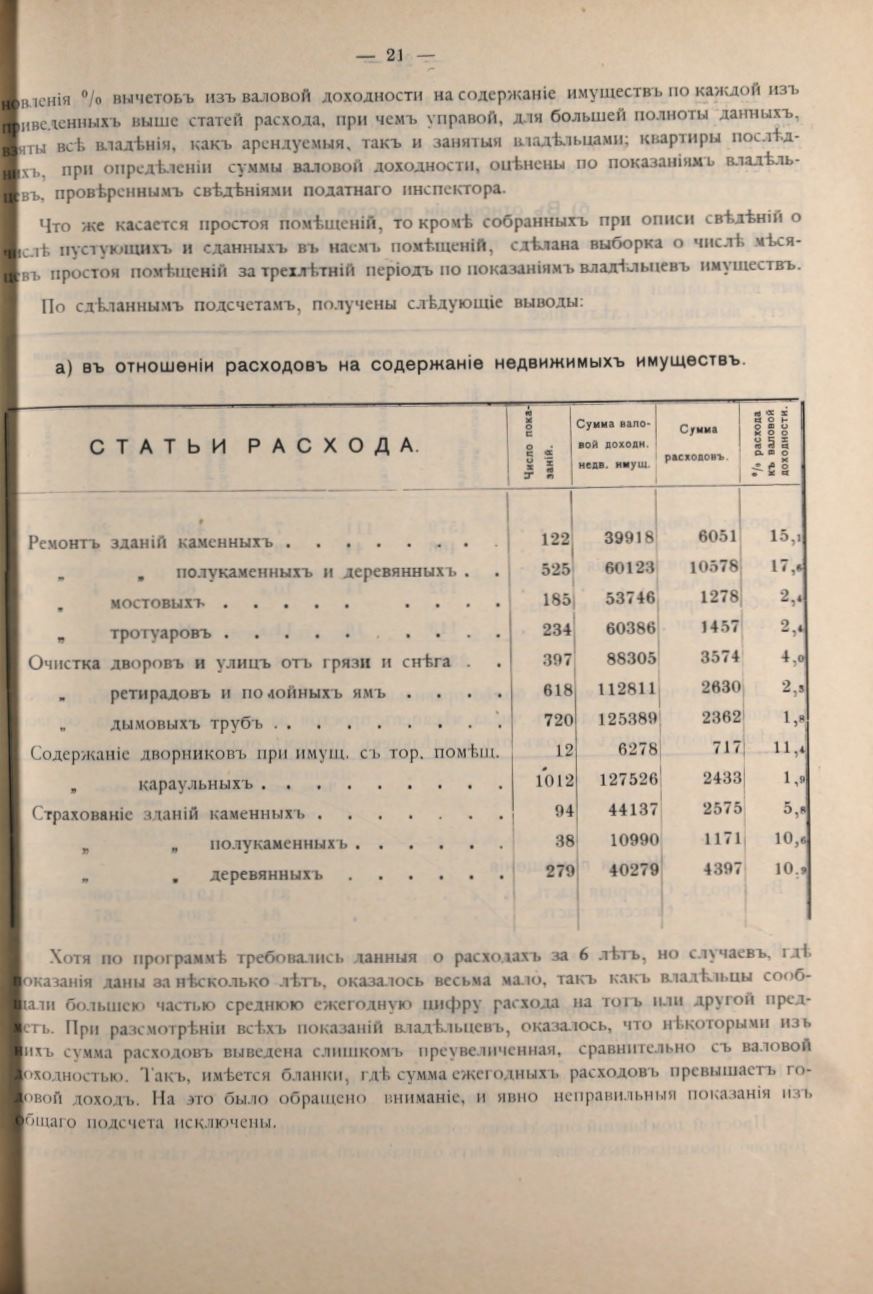 — 21 —
новленія % вычетовъ изъ валовой доходности на содержаніе имуществъ по каждой изъ
приведенныхъ выше статей расхода, при чемъ управой, для большей полноты данныхъ,
взяты всѣ владѣнія, какъ арендуемыя, такъ и занятыя владѣльцами; квартиры послѣд-
нихъ, при опредѣленіи суммы валовой доходности, оцѣнены по показаніямъ владѣль-
цевъ, провѣреннымъ свѣдѣніями податнаго инспектора.
Что же касается простоя помѣщеній, то кромѣ собранныхъ при описи свѣдѣній о
числѣ пустующихъ и сданныхъ въ наемъ помѣщеній, сдѣлана выборка о числѣ мѣся-
цевъ простоя помѣщеній за трехлѣтній періодъ по показаніямъ владѣльцевъ имуществъ.
По сдѣланнымъ подсчетамъ, получены слѣдующіе выводы:
а) въ отношеніи расходовъ на содержаніе недвижимыхъ имуществъ.
СТАТЬИ РАСХОДА. Число пока-заній. Сумма вало-вой доходн. недв. имущ. Сумма расходовъ. % расхода къ валовой доходности.
Ремонтъ зданій каменныхъ . . . . . . . . 122 39918 6051 15,1
„ „ полукаменныхъ и деревянныхъ . . 525 60123 10578 17,6
„ мостовыхъ . . . . . . . . . 185 53746 1278 2,4
„ тротуаровъ . . . . . . . . . . 234 60386 1457 2,4
Очистка дворовъ и улицъ отъ грязи и снѣга . . 397 88305 3574 4,0
„ ретирадовъ и помойныхъ ямъ . . . . 618 112811 2630 2,3
„ дымовыхъ трубъ . . . . . . . . 720 125389 2362 1,8
Содержаніе дворниковъ при имущ. съ тор. помѣщ. 12 6278 717 11,4
„ караульныхъ . . . . . . . . . 1012 127526 2433 1,9
Страхованіе зданій каменныхъ . . . . . . . 94 44137 2575 5,8
„ „ полукаменныхъ . . . . . . 38 10990 1171 10,6
„ „ деревянныхъ . . . . . . 279 40279 4397 10,9
Хотя по программѣ требовались данныя о расходахъ за 6 лѣтъ, но случаевъ, гдѣ
показанія даны за нѣсколько лѣтъ, оказалось весьма мало, такъ какъ владѣльцы сооб-
щали большею частью среднюю ежегодную цифру расхода на тотъ или другой пред-
метъ. При разсмотрѣніи всѣхъ показаній владѣльцевъ, оказалось, что нѣкоторыми изъ
нихъ сумма расходовъ выведена слишкомъ преувеличенная, сравнительно съ валовой
доходностью. Такъ, имѣется бланки, гдѣ сумма ежегодныхъ расходовъ превышаетъ го-
довой доходъ. На это было обращено вниманіе, и явно неправильныя показанія изъ
общаго подсчета исключены.